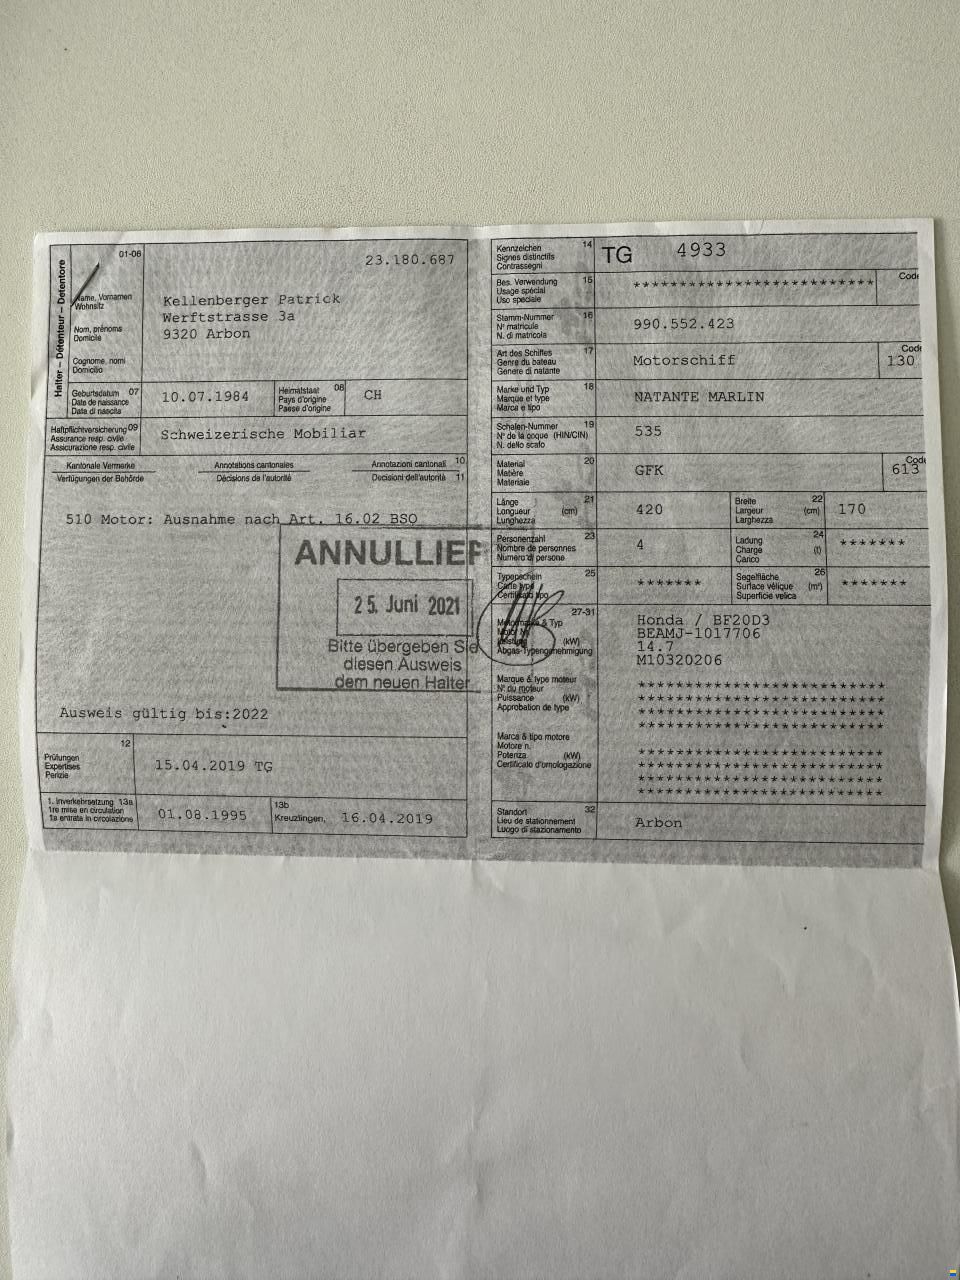 Halter – Détenteur – Detentore
01-06
23.180.687
Name, Vornamen
Wohnsitz
Nom, prénoms
Domicile
Cognome, nomi
Domicilio
Kellenberger Patrick
Werftstrasse 3a
9320 Arbon
Geburtsdatum 07
Date de naissance
Data di nascita
10.07.1984
Heimatstaat 08
Pays d'origine
Paese d'origine
CH
Haftpflichtversicherung 09
Assurance resp. civile
Assicurazione resp. civile
Schweizerische Mobiliar
Kantonale Vermerke Annotations cantonales Annotazioni cantonali 10
Verfügungen der Behörde Décisions de l'autorité Decisioni dell'autorità 11
510 Motor: Ausnahme nach Art. 16.02 BSO
ANNULLIER
25. Juni 2021
Bitte übergeben Sie
diesen Ausweis
dem neuen Halter
Ausweis gültig bis:2022
12
Prüfungen
Expertises
Perizie
15.04.2019 TG
1. Inverkehrsetzung 13a
1re mise en circulation
1a entrata in circolazione
01.08.1995
13b
Kreuzlingen, 16.04.2019
Kennzeichen 14
Signes distinctifs
Contrassegni
TG 4933
Bes. Verwendung 15
Usage spécial
Uso speciale
**************************
Code
Stamm-Nummer 16
N° matricule
N. di matricola
990.552.423
Art des Schiffes 17
Genre du bateau
Genere di natante
Motorschiff
Code
130
Marke und Typ 18
Marque et type
Marca e tipo
NATANTE MARLIN
Schalen-Nummer 19
N° de la coque (HIN/CIN)
N. dello scafo
535
Material 20
Matière
Materiale
GFK
Code
613
Länge 21
Longueur (cm)
Lunghezza
420
Breite 22
Largeur (cm)
Larghezza
170
Personenzahl 23
Nombre de personnes
Numero di persone
4
Ladung 24
Charge (t)
Carico
*******
Typenschein 25
Carte type
Certificato tipo
*******
Segelfläche 26
Surface vélique (m²)
Superficie velica
*******
27-31
Motormarke & Typ
Motor Nr.
Leistung (kW)
Abgas-Typengenehmigung
Honda / BF20D3
BEAMJ-1017706
14.7
M10320206
Marque & type moteur
N° du moteur
Puissance (kW)
Approbation de type
***************************
***************************
***************************
***************************
Marca & tipo motore
Motore n.
Potenza (kW)
Certificato d'omologazione
***************************
***************************
***************************
***************************
Standort 32
Lieu de stationnement
Luogo di stazionamento
Arbon